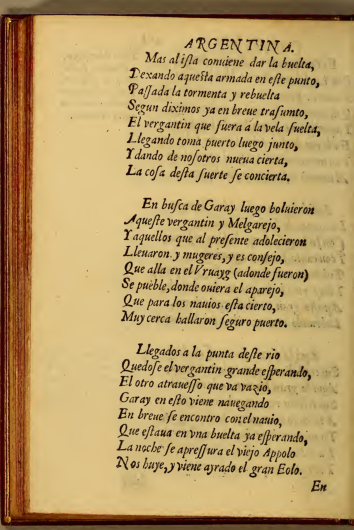 ARGENTINA.
Mas al isla conuiene dar la buelta,
Dexando aquesta armada en este punto,
Passada la tormenta y rebuelta
Segun diximos ya en breue trasumto,
El vergantin que fuera a la vela suelta,
Llegando toma puerto luego junto,
Y dando de nosotros nueua cierta,
La cosa desta suerte se concierta.
En busca de Garay luego boluieron
Aqueste vergantin y Melgarejo,
Y aquellos que al presente adolecieron
Lleuaron y mugeres, y es consejo,
Que alla en el Vruayg (adonde fueron)
Se pueble, donde ouiera el aparejo,
Que para los nauios esta cierto,
Muy cerca hallaron seguro puerto.
Llegados a la punta deste rio
Quedose el vergantin grande esperando,
El otro atrauesso que va vazio,
Garay en esto viene nauegando
En breue se encontro con el nauio,
Que estaua en vna buelta ya esperando,
La noche se apressura el viejo Appolo
Nos huye, y viene ayrado el gran Eolo.
En